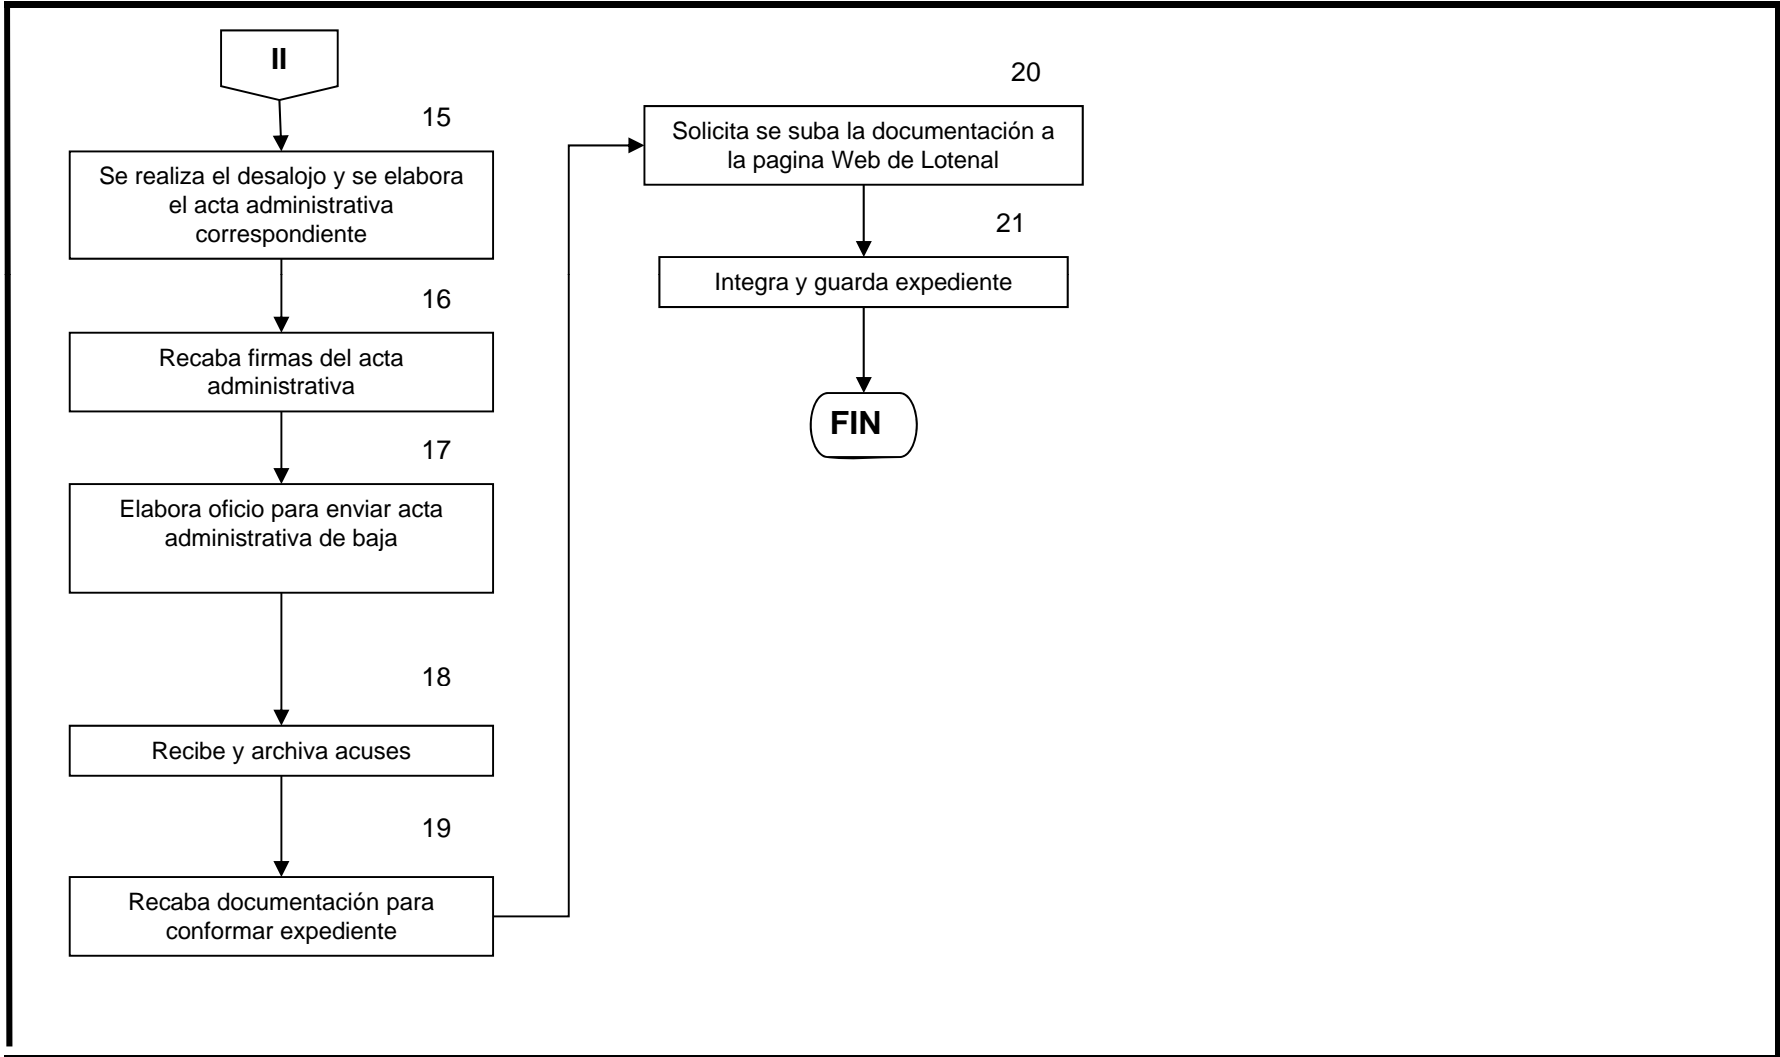 II
15
Se realiza el desalojo y se elabora
el acta administrativa
correspondiente
16
Recaba firmas del acta
administrativa
17
Elabora oficio para enviar acta
administrativa de baja
18
Recibe y archiva acuses
19
Recaba documentación para
conformar expediente
20
Solicita se suba la documentación a
la pagina Web de Lotenal
21
Integra y guarda expediente
FIN